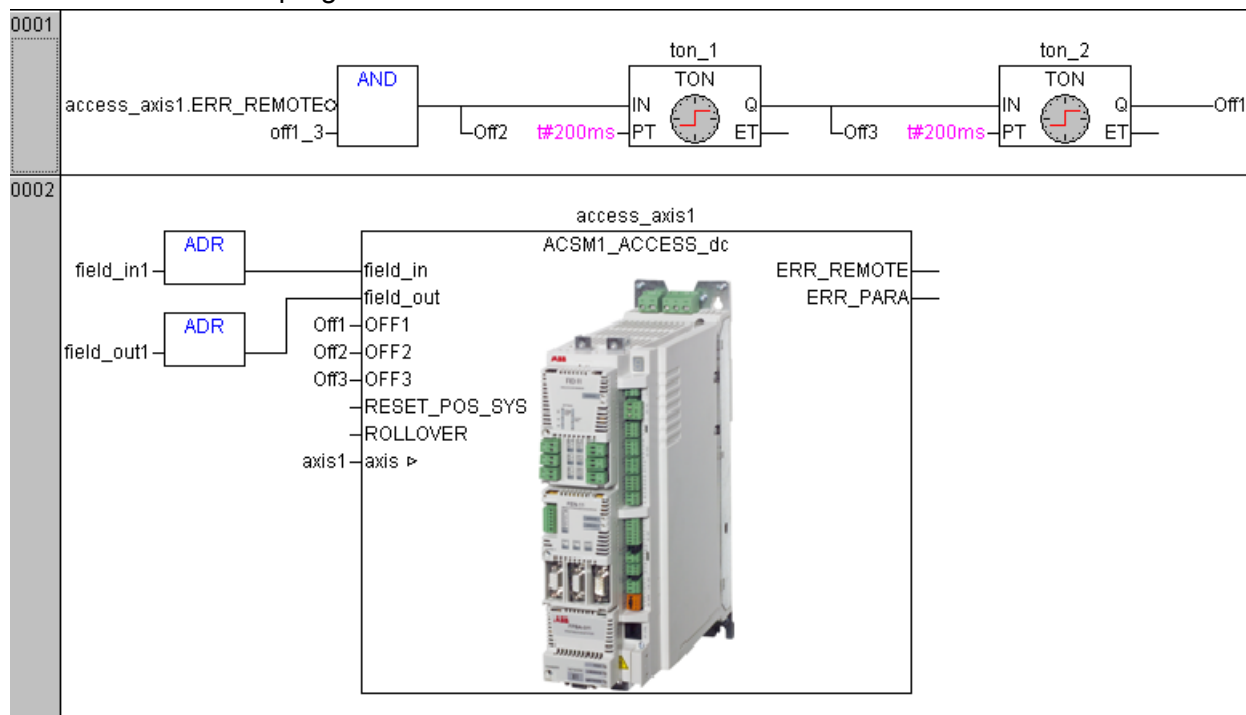 0001
ton_1
ton_2
AND
TON
TON
access_axis1.ERR_REMOTE
off1_3
Off2
t#200ms
IN
PT
Q
ET
Off3
t#200ms
IN
PT
Q
ET
Off1
0002
access_axis1
ACSM1_ACCESS_dc
ADR
field_in1
field_in
ERR_REMOTE
field_out
ERR_PARA
ADR
field_out1
Off1
OFF1
Off2
OFF2
Off3
OFF3
RESET_POS_SYS
ROLLOVER
axis1
axis
ABB
ABB